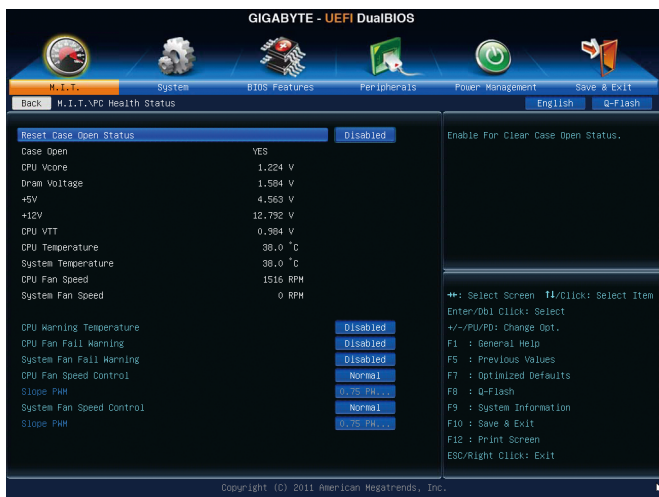 GIGABYTE - UEFI DualBIOS
M.I.T. System BIOS Features Peripherals Power Management Save & Exit
Back M.I.T.\PC Health Status English Q-Flash
Reset Case Open Status Disabled
Case Open YES
CPU Vcore 1.224 V
Dram Voltage 1.584 V
+5V 4.563 V
+12V 12.792 V
CPU VTT 0.984 V
CPU Temperature 38.0 °C
System Temperature 38.0 °C
CPU Fan Speed 1516 RPM
System Fan Speed 0 RPM
CPU Warning Temperature Disabled
CPU Fan Fail Warning Disabled
System Fan Fail Warning Disabled
CPU Fan Speed Control Normal
Slope PWM 0.75 PW...
System Fan Speed Control Normal
Slope PWM 0.75 PW...
Enable For Clear Case Open Status.
→←: Select Screen ↑↓/Click: Select Item
Enter/Dbl Click: Select
+/-/PU/PD: Change Opt.
F1 : General Help
F5 : Previous Values
F7 : Optimized Defaults
F8 : Q-Flash
F9 : System Information
F10 : Save & Exit
F12 : Print Screen
ESC/Right Click: Exit
Copyright (C) 2011 American Megatrends, Inc.